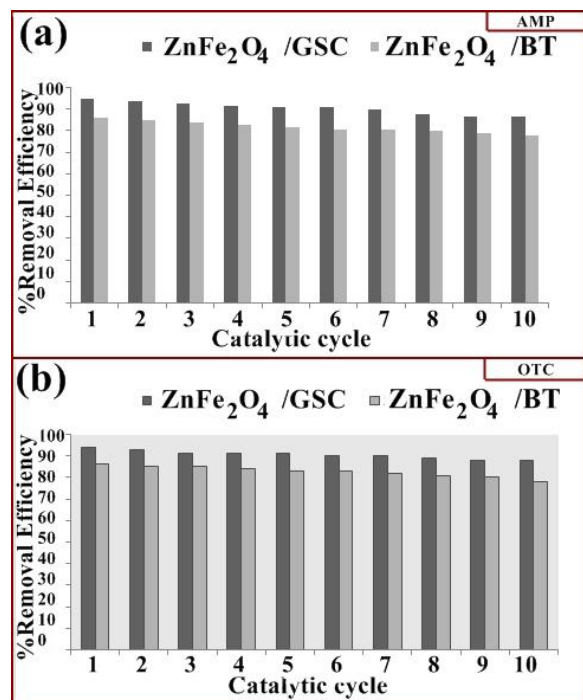 (a)
AMP
ZnFe2O4 /GSC ZnFe2O4 /BT
%Removal Efficiency
100
90
80
70
60
50
40
30
20
10
0
1 2 3 4 5 6 7 8 9 10
Catalytic cycle
(b)
OTC
ZnFe2O4 /GSC ZnFe2O4 /BT
%Removal Efficiency
100
90
80
70
60
50
40
30
20
10
0
1 2 3 4 5 6 7 8 9 10
Catalytic cycle